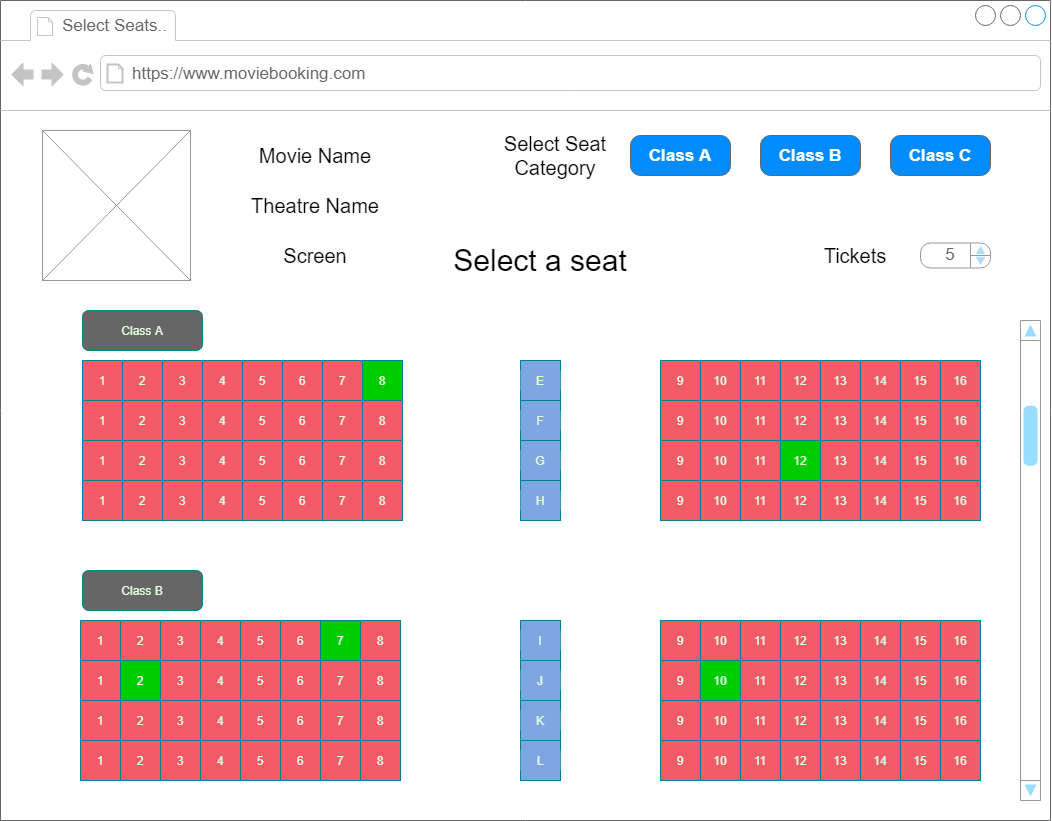 Select Seats..
https://www.moviebooking.com
Movie Name
Select Seat
Category
Class A
Class B
Class C
Theatre Name
Screen
Select a seat
Tickets
5
Class A
1 2 3 4 5 6 7 8 E 9 10 11 12 13 14 15 16
1 2 3 4 5 6 7 8 F 9 10 11 12 13 14 15 16
1 2 3 4 5 6 7 8 G 9 10 11 12 13 14 15 16
1 2 3 4 5 6 7 8 H 9 10 11 12 13 14 15 16
Class B
1 2 3 4 5 6 7 8 I 9 10 11 12 13 14 15 16
1 2 3 4 5 6 7 8 J 9 10 11 12 13 14 15 16
1 2 3 4 5 6 7 8 K 9 10 11 12 13 14 15 16
1 2 3 4 5 6 7 8 L 9 10 11 12 13 14 15 16